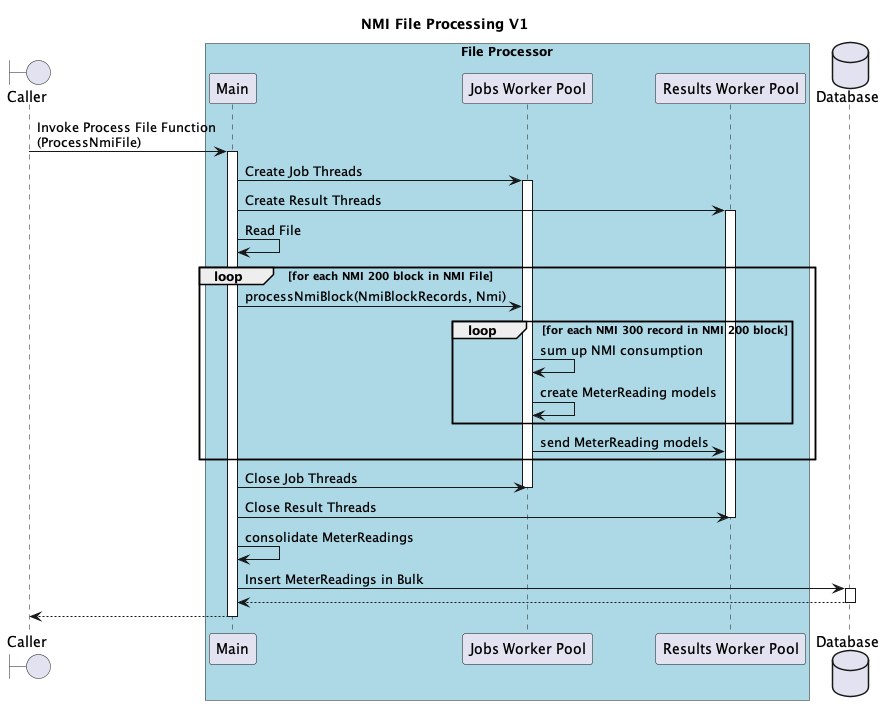 NMI File Processing V1
File Processor
Caller
Main
Jobs Worker Pool
Results Worker Pool
Database
Invoke Process File Function
(ProcessNmiFile)
Create Job Threads
Create Result Threads
Read File
loop [for each NMI 200 block in NMI File]
processNmiBlock(NmiBlockRecords, Nmi)
loop [for each NMI 300 record in NMI 200 block]
sum up NMI consumption
create MeterReading models
send MeterReading models
Close Job Threads
Close Result Threads
consolidate MeterReadings
Insert MeterReadings in Bulk
Caller
Main
Jobs Worker Pool
Results Worker Pool
Database